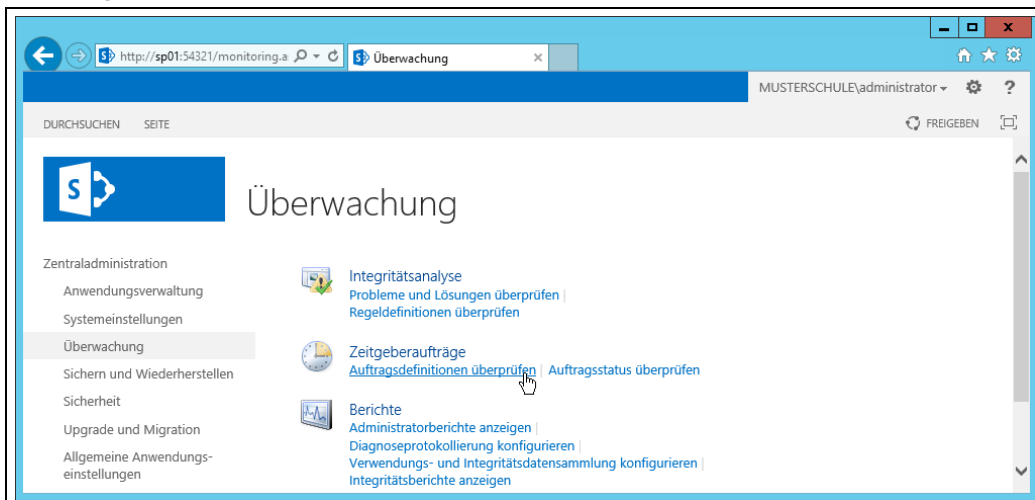 http://sp01:54321/monitoring.a
Überwachung
MUSTERSCHULE\administrator
?
DURCHSUCHEN SEITE
FREIGEBEN
S
Überwachung
Zentraladministration
Anwendungsverwaltung
Systemeinstellungen
Überwachung
Sichern und Wiederherstellen
Sicherheit
Upgrade und Migration
Allgemeine Anwendungs-
einstellungen
Integritätsanalyse
Probleme und Lösungen überprüfen |
Regeldefinitionen überprüfen
Zeitgeberaufträge
Auftragsdefinitionen überprüfen | Auftragsstatus überprüfen
Berichte
Administratorberichte anzeigen |
Diagnoseprotokollierung konfigurieren |
Verwendungs- und Integritätsdatensammlung konfigurieren |
Integritätsberichte anzeigen